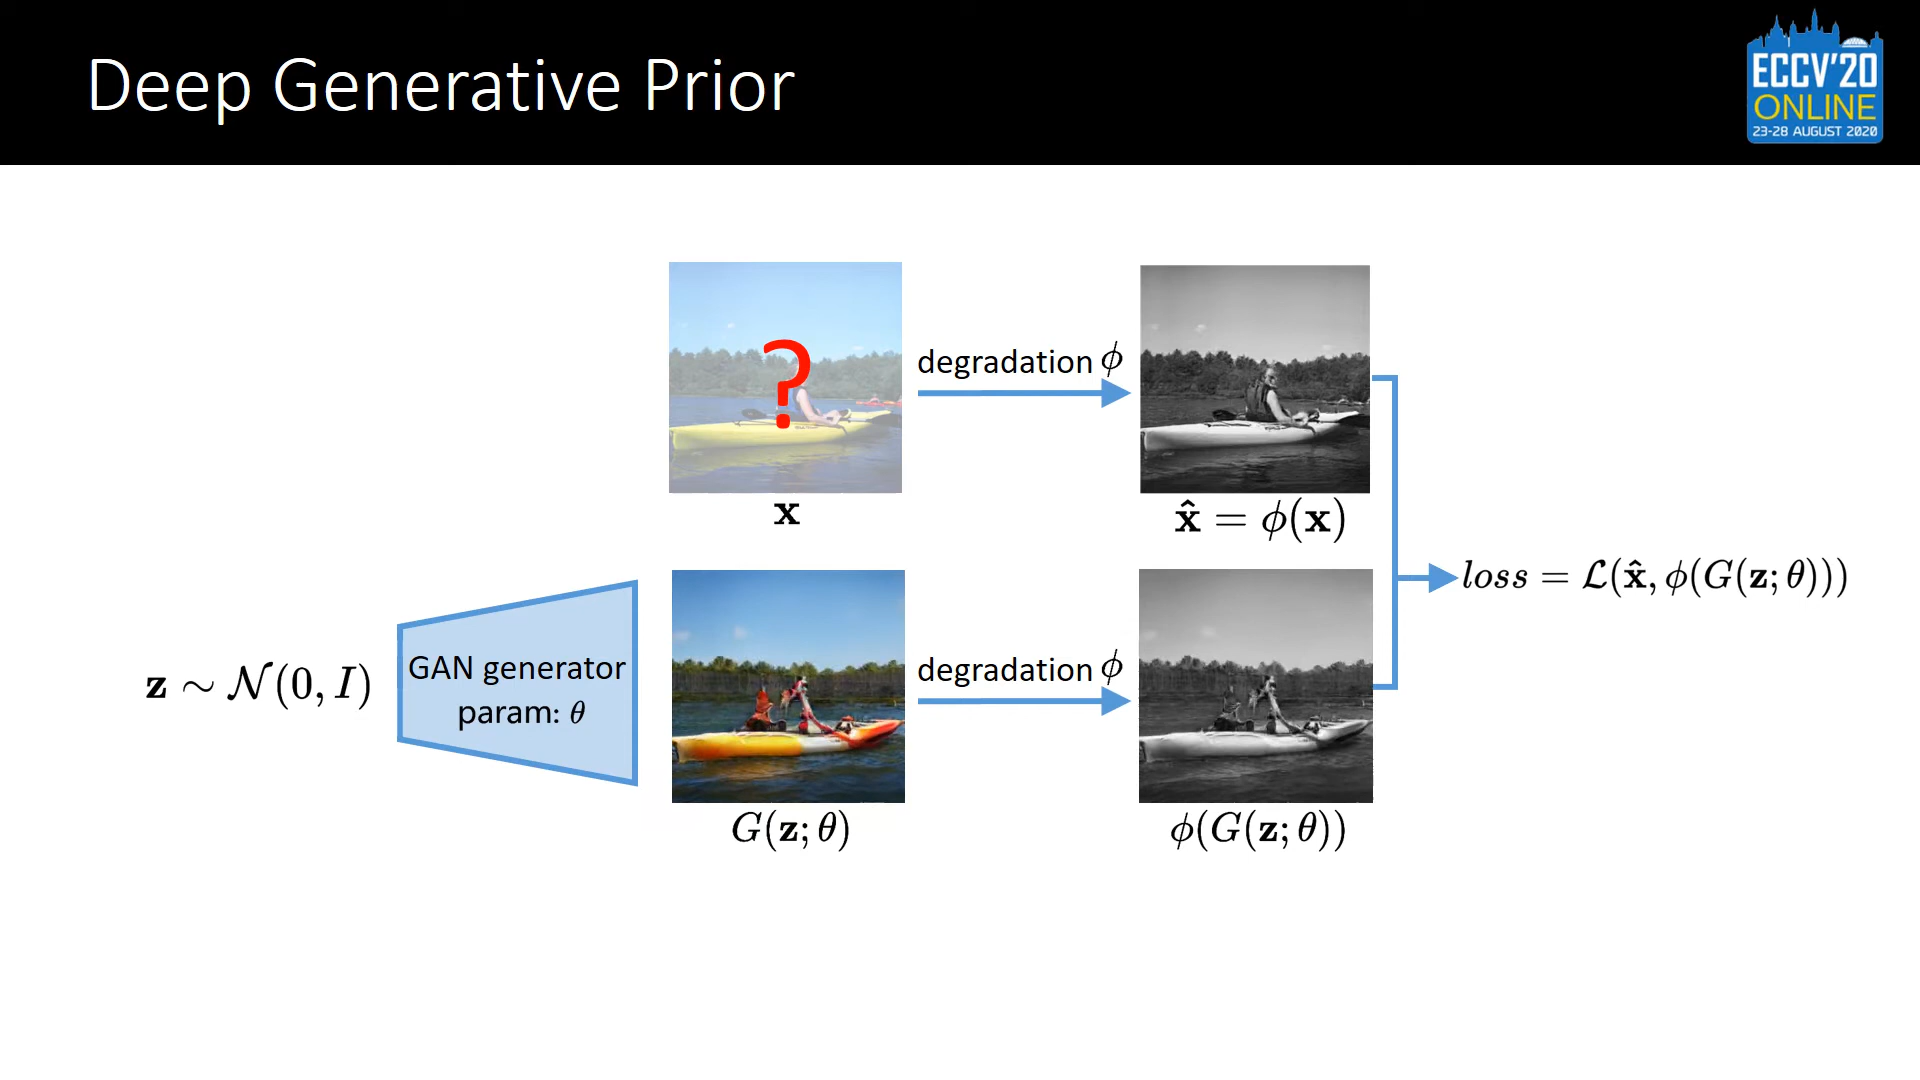 Deep Generative Prior
ECCV'20
ONLINE
23-28 AUGUST 2020
?
degradation ϕ
x
x̂ = ϕ(x)
loss = ℒ(x̂, ϕ(G(z; θ)))
z ∼ 𝒩(0, I)
GAN generator
param: θ
degradation ϕ
G(z; θ)
ϕ(G(z; θ))